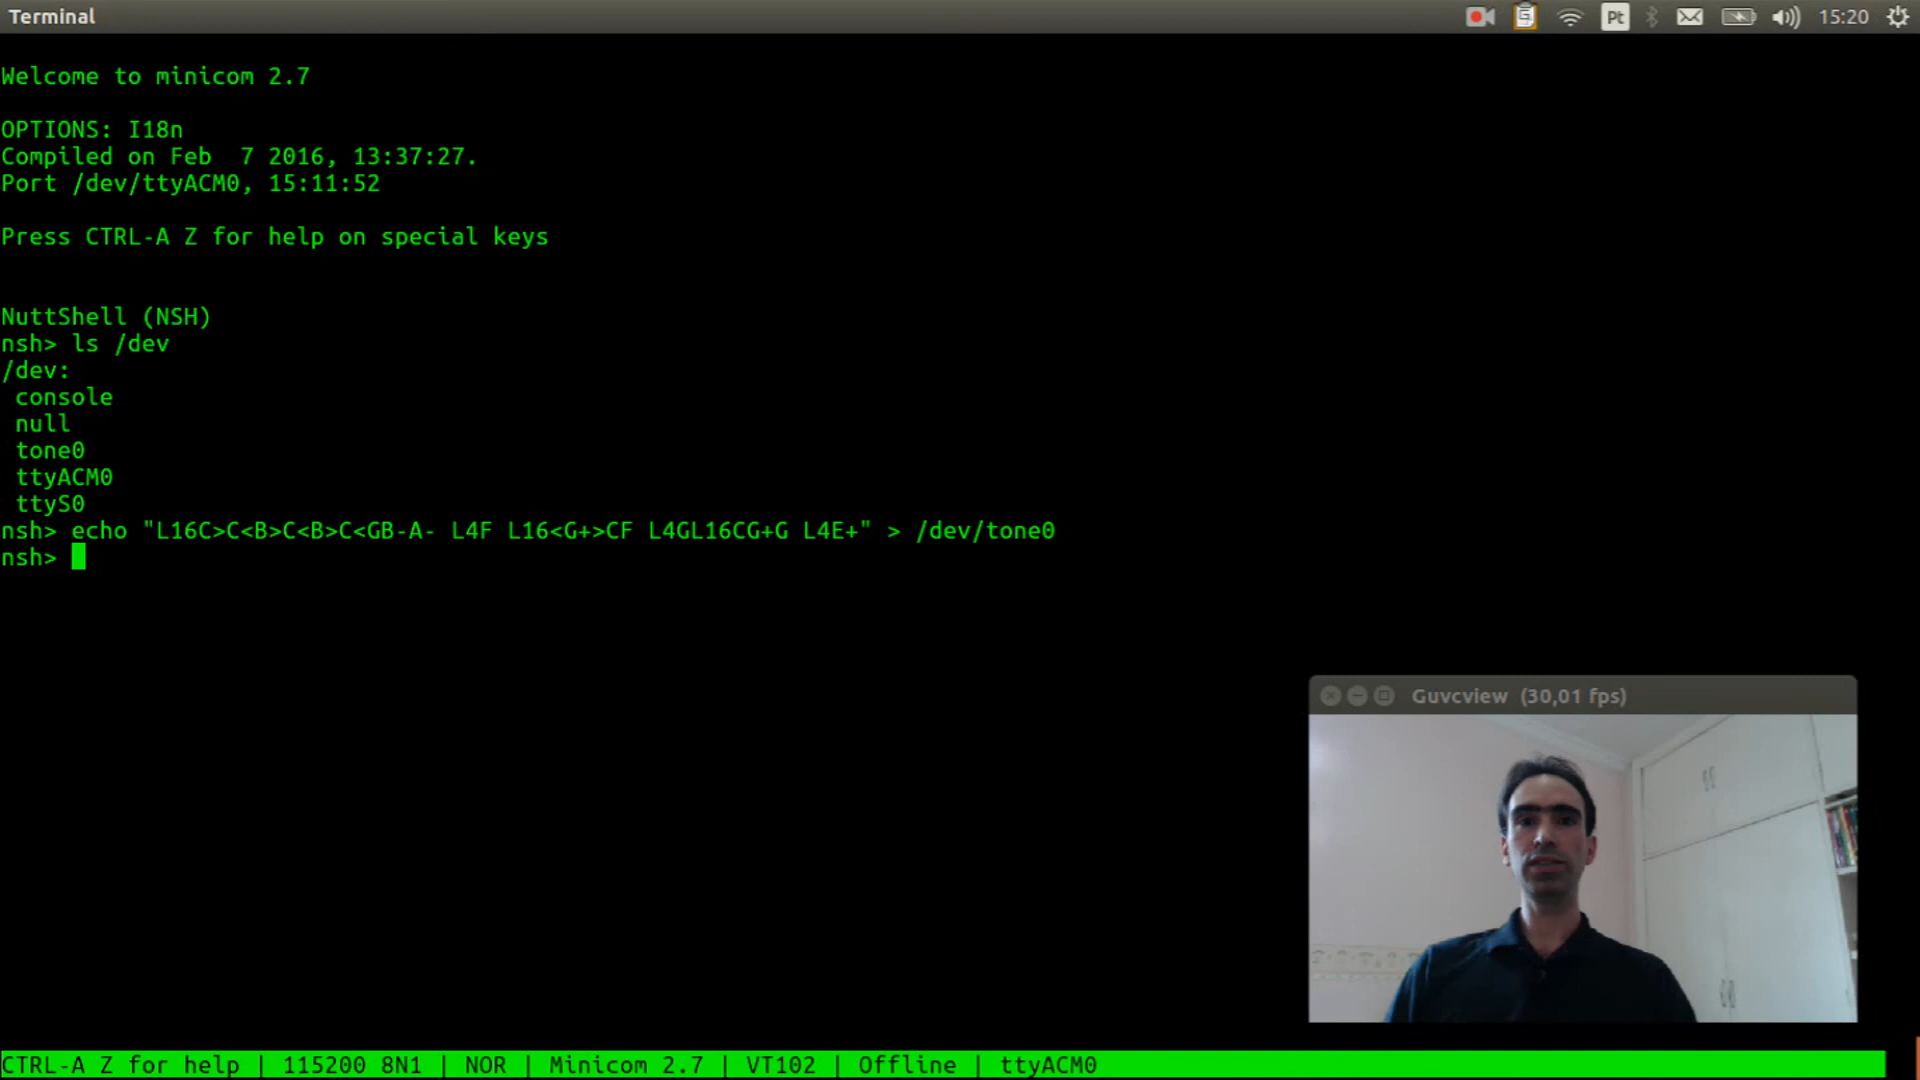 Terminal
Pt
15:20
Welcome to minicom 2.7
OPTIONS: I18n
Compiled on Feb  7 2016, 13:37:27.
Port /dev/ttyACM0, 15:11:52
Press CTRL-A Z for help on special keys
NuttShell (NSH)
nsh> ls /dev
/dev:
 console
 null
 tone0
 ttyACM0
 ttyS0
nsh> echo "L16C>C<B>C<B>C<GB-A- L4F L16<G+>CF L4GL16CG+G L4E+" > /dev/tone0
nsh>
Guvcview  (30,01 fps)
CTRL-A Z for help | 115200 8N1 | NOR | Minicom 2.7 | VT102 | Offline | ttyACM0